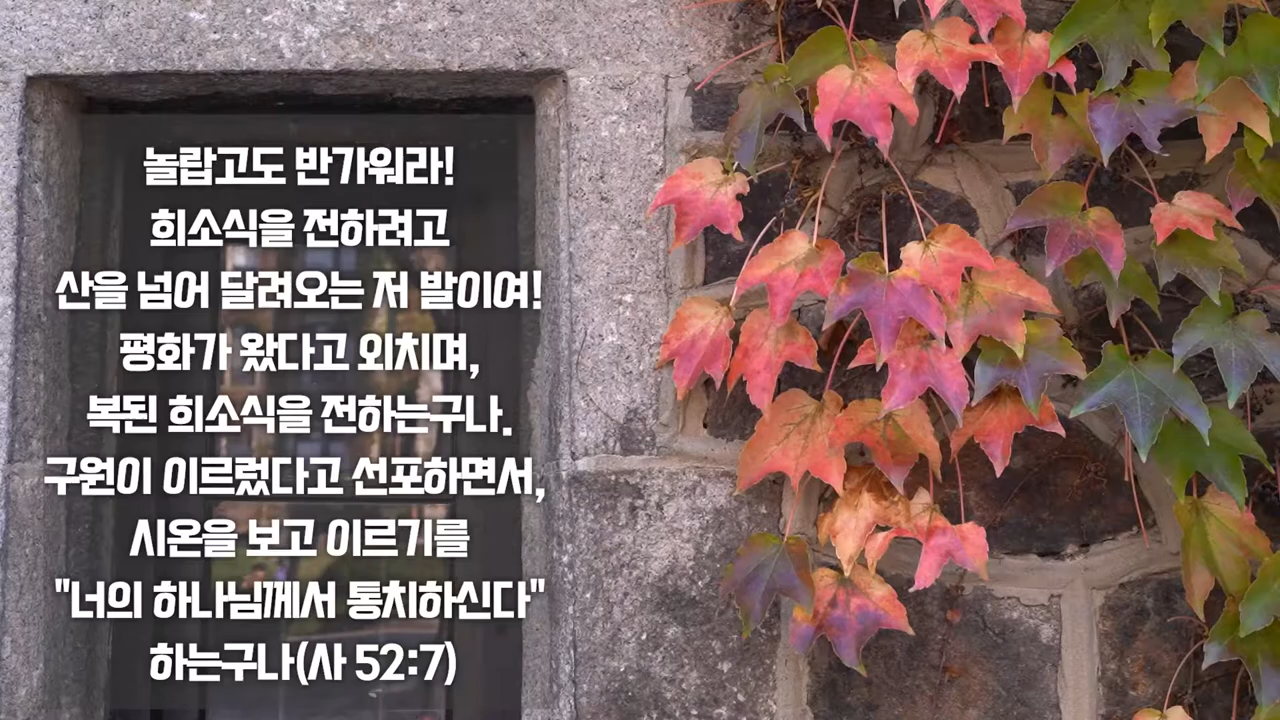 놀랍고도 반가워라!
희소식을 전하려고
산을 넘어 달려오는 저 발이여!
평화가 왔다고 외치며,
복된 희소식을 전하는구나.
구원이 이르렀다고 선포하면서,
시온을 보고 이르기를
"너의 하나님께서 통치하신다"
하는구나(사 52:7)